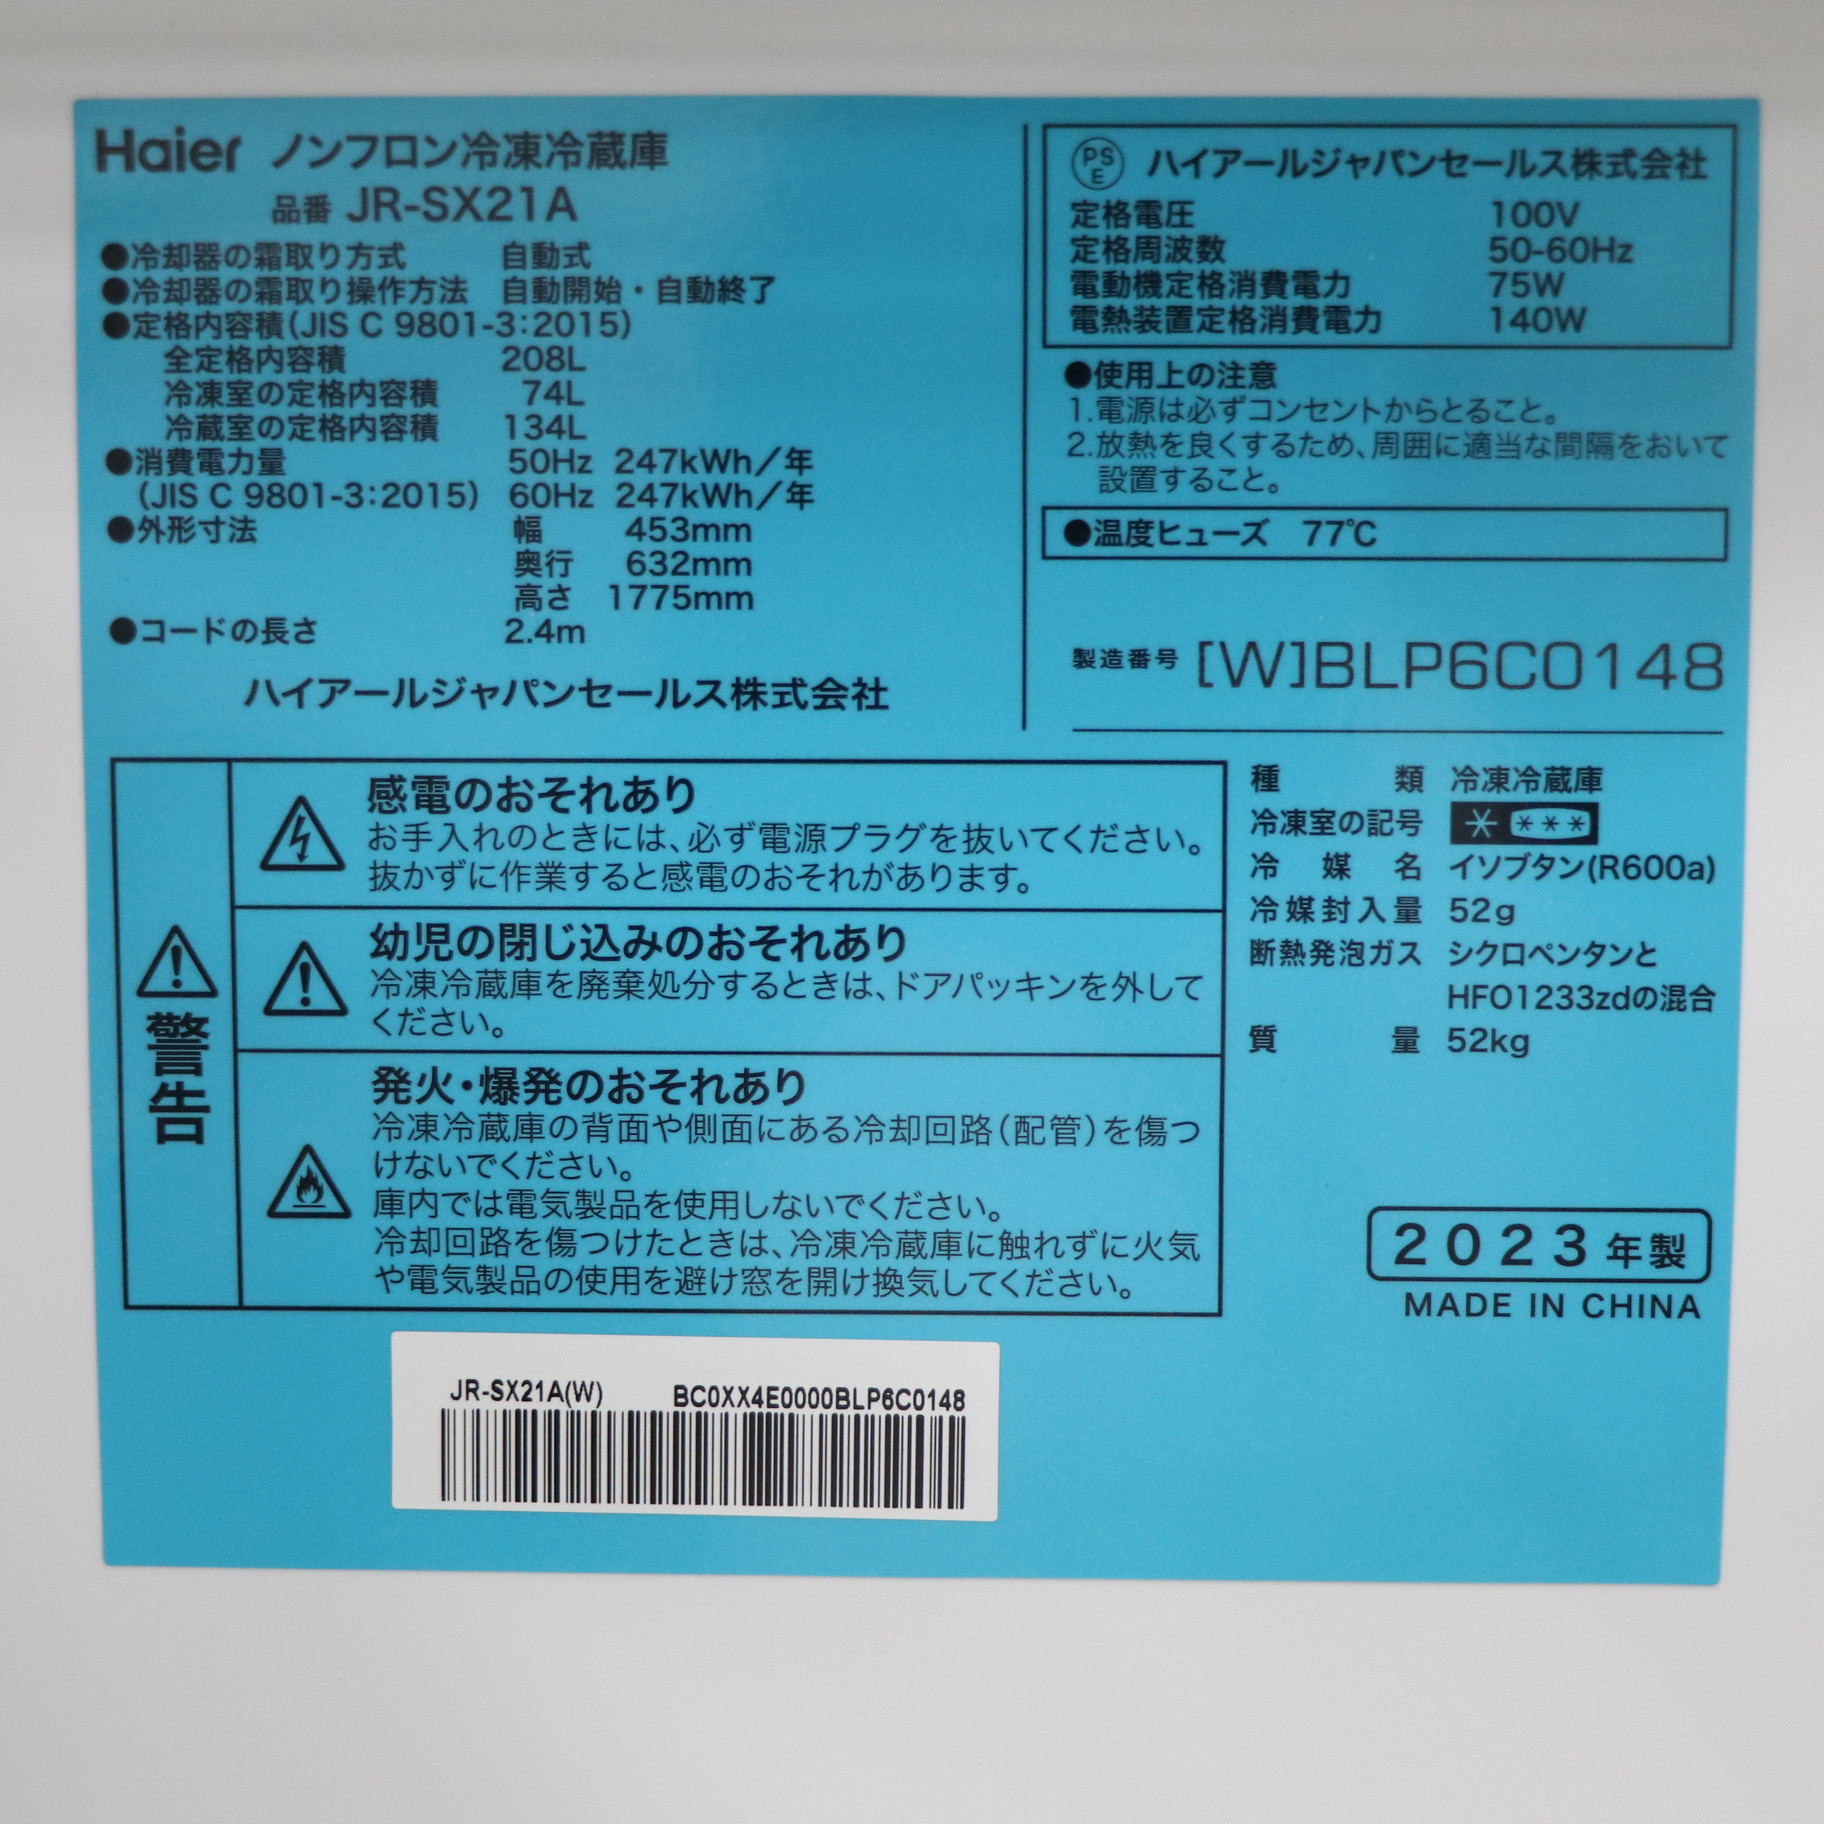 Haier ノンフロン冷凍冷蔵庫
品番 JR-SX21A
●冷却器の霜取り方式 自動式
●冷却器の霜取り操作方法 自動開始・自動終了
●定格内容積(JIS C 9801-3:2015)
全定格内容積 208L
冷凍室の定格内容積 74L
冷蔵室の定格内容積 134L
●消費電力量 50Hz 247kWh/年
(JIS C 9801-3:2015) 60Hz 247kWh/年
●外形寸法 幅 453mm
奥行 632mm
高さ 1775mm
●コードの長さ 2.4m
ハイアールジャパンセールス株式会社
PS E ハイアールジャパンセールス株式会社
定格電圧 100V
定格周波数 50-60Hz
電動機定格消費電力 75W
電熱装置定格消費電力 140W
●使用上の注意
1.電源は必ずコンセントからとること。
2.放熱を良くするため、周囲に適当な間隔をおいて
設置すること。
●温度ヒューズ 77℃
製造番号 [W]BLP6C0148
警告
感電のおそれあり
お手入れのときには、必ず電源プラグを抜いてください。
抜かずに作業すると感電のおそれがあります。
幼児の閉じ込みのおそれあり
冷凍冷蔵庫を廃棄処分するときは、ドアパッキンを外して
ください。
発火・爆発のおそれあり
冷凍冷蔵庫の背面や側面にある冷却回路(配管)を傷つ
けないでください。
庫内では電気製品を使用しないでください。
冷却回路を傷つけたときは、冷凍冷蔵庫に触れずに火気
や電気製品の使用を避け窓を開け換気してください。
種類 冷凍冷蔵庫
冷凍室の記号 * ***
冷媒名 イソブタン(R600a)
冷媒封入量 52g
断熱発泡ガス シクロペンタンと
HFO1233zdの混合
質量 52kg
2023年製
MADE IN CHINA
JR-SX21A(W) BC0XX4E0000BLP6C0148